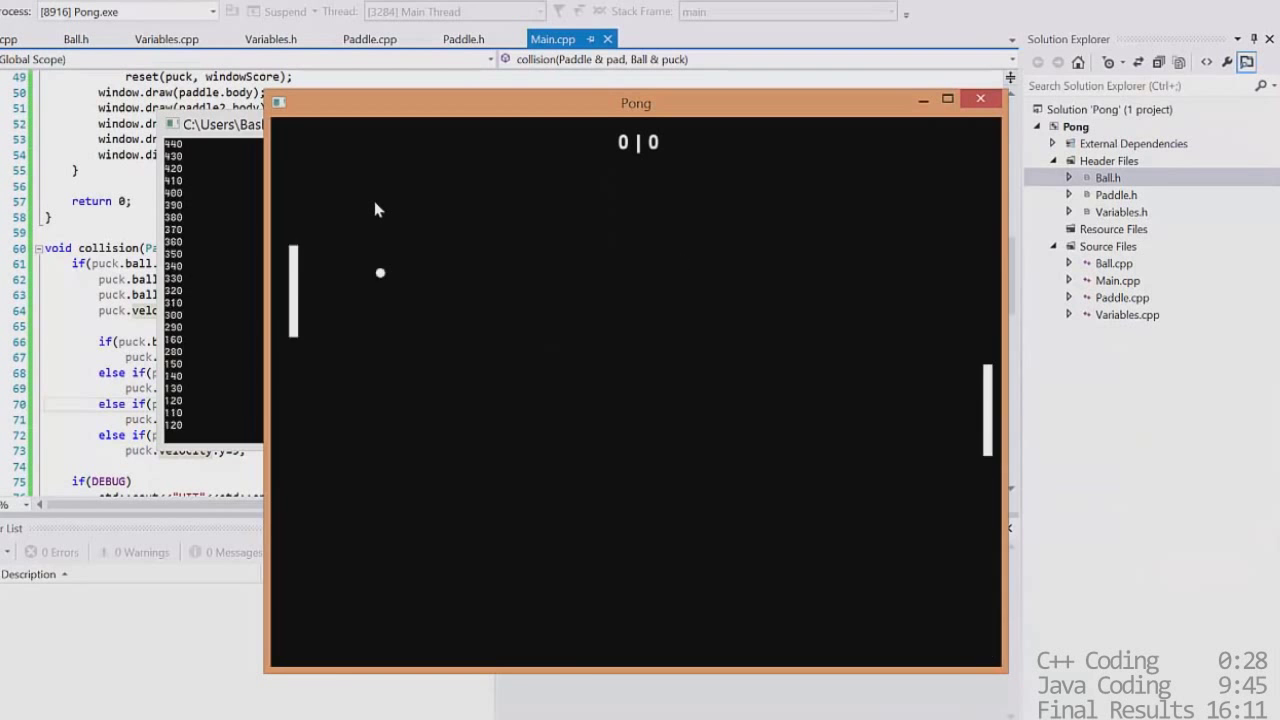 rocess: [8916] Pong.exe Suspend Thread: [3284] Main Thread Stack Frame: main
cpp Ball.h Variables.cpp Variables.h Paddle.cpp Paddle.h Main.cpp
Global Scope) collision(Paddle & pad, Ball & puck)
49 reset(puck, windowScore);
50 window.draw(paddle.body);
51 window.draw(paddle2.body)
52 window.dr
53 window.dr
54 window.di
55 }
56
57 return 0;
58 }
59
60 void collision(Pa
61 if(puck.ball.
62 puck.ball
63 puck.ball
64 puck.velo
65
66 if(puck.b
67 puck.
68 else if(p
69 puck.
70 else if(p
71 puck.
72 else if(p
73 puck.velocity.y=5;
74
75 if(DEBUG)
C:\Users\Bas
440
430
420
410
400
390
380
370
360
350
340
330
320
310
300
290
160
280
150
140
130
120
110
120
Pong
0 | 0
%
r List
0 Errors 0 Warnings 0 Messages
Description
Solution Explorer
Search Solution Explorer (Ctrl+;)
Solution 'Pong' (1 project)
Pong
External Dependencies
Header Files
Ball.h
Paddle.h
Variables.h
Resource Files
Source Files
Ball.cpp
Main.cpp
Paddle.cpp
Variables.cpp
C++ Coding 0:28
Java Coding 9:45
Final Results 16:11